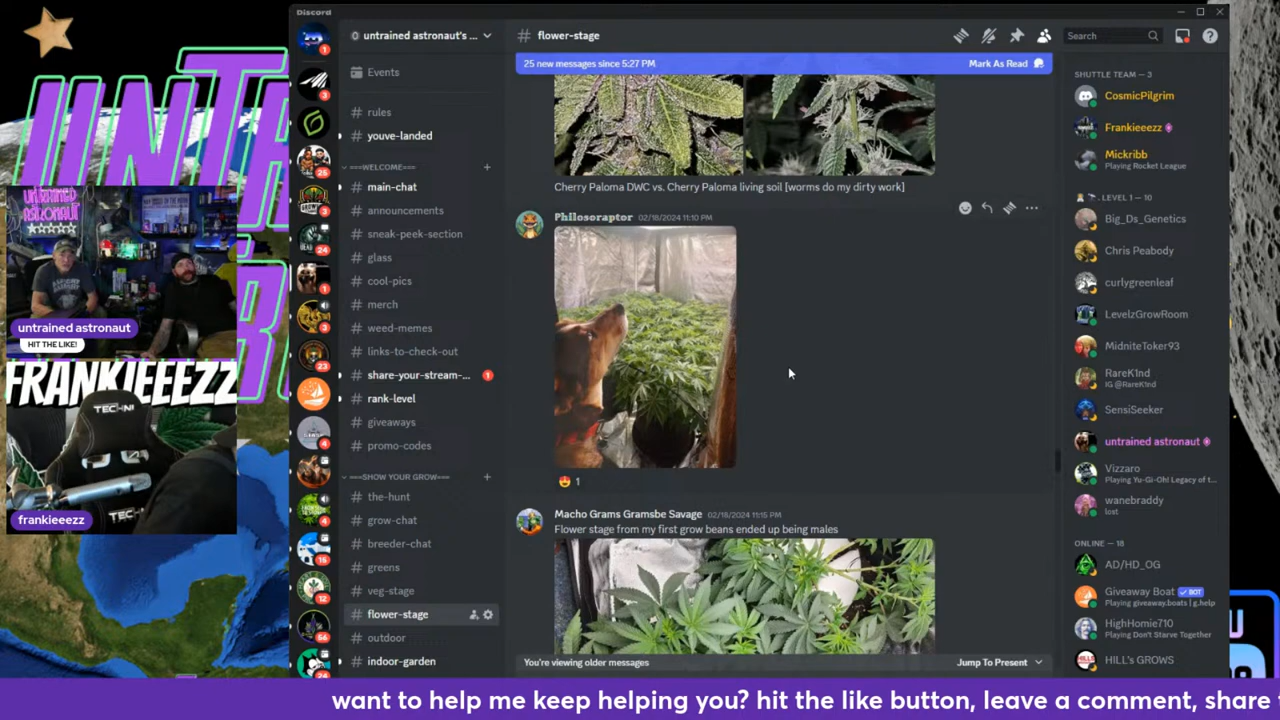 Discord
untrained astronaut's ...
flower-stage
Search
25 new messages since 5:27 PM
Mark As Read
Events
rules
youve-landed
===WELCOME===
main-chat
announcements
sneak-peek-section
glass
cool-pics
merch
weed-memes
links-to-check-out
share-your-stream-...
1
rank-level
giveaways
promo-codes
===SHOW YOUR GROW===
the-hunt
grow-chat
breeder-chat
greens
veg-stage
flower-stage
outdoor
indoor-garden
Cherry Paloma DWC vs. Cherry Paloma living soil [worms do my dirty work]
Philosoraptor 02/18/2024 11:10 PM
1
Macho Grams Gramsbe Savage 02/18/2024 11:15 PM
Flower stage from my first grow beans ended up being males
You're viewing older messages
Jump To Present
SHUTTLE TEAM — 3
CosmicPilgrim
Frankieeezz
Mickribb
Playing Rocket League
LEVEL 1 — 10
Big_Ds_Genetics
Chris Peabody
curlygreenleaf
LevelzGrowRoom
MidniteToker93
RareK1nd
IG @RareK1nd
SensiSeeker
untrained astronaut
Vizzaro
Playing Yu-Gi-Oh! Legacy of t...
wanebraddy
lost
ONLINE — 18
AD/HD_OG
Giveaway Boat BOT
Playing giveaway.boats | g.help
HighHomie710
Playing Don't Starve Together
HILL's GROWS
untrained astronaut
HIT THE LIKE!
FRANKIEEEZZ
TECHNI
frankieeezz
want to help me keep helping you? hit the like button, leave a comment, share